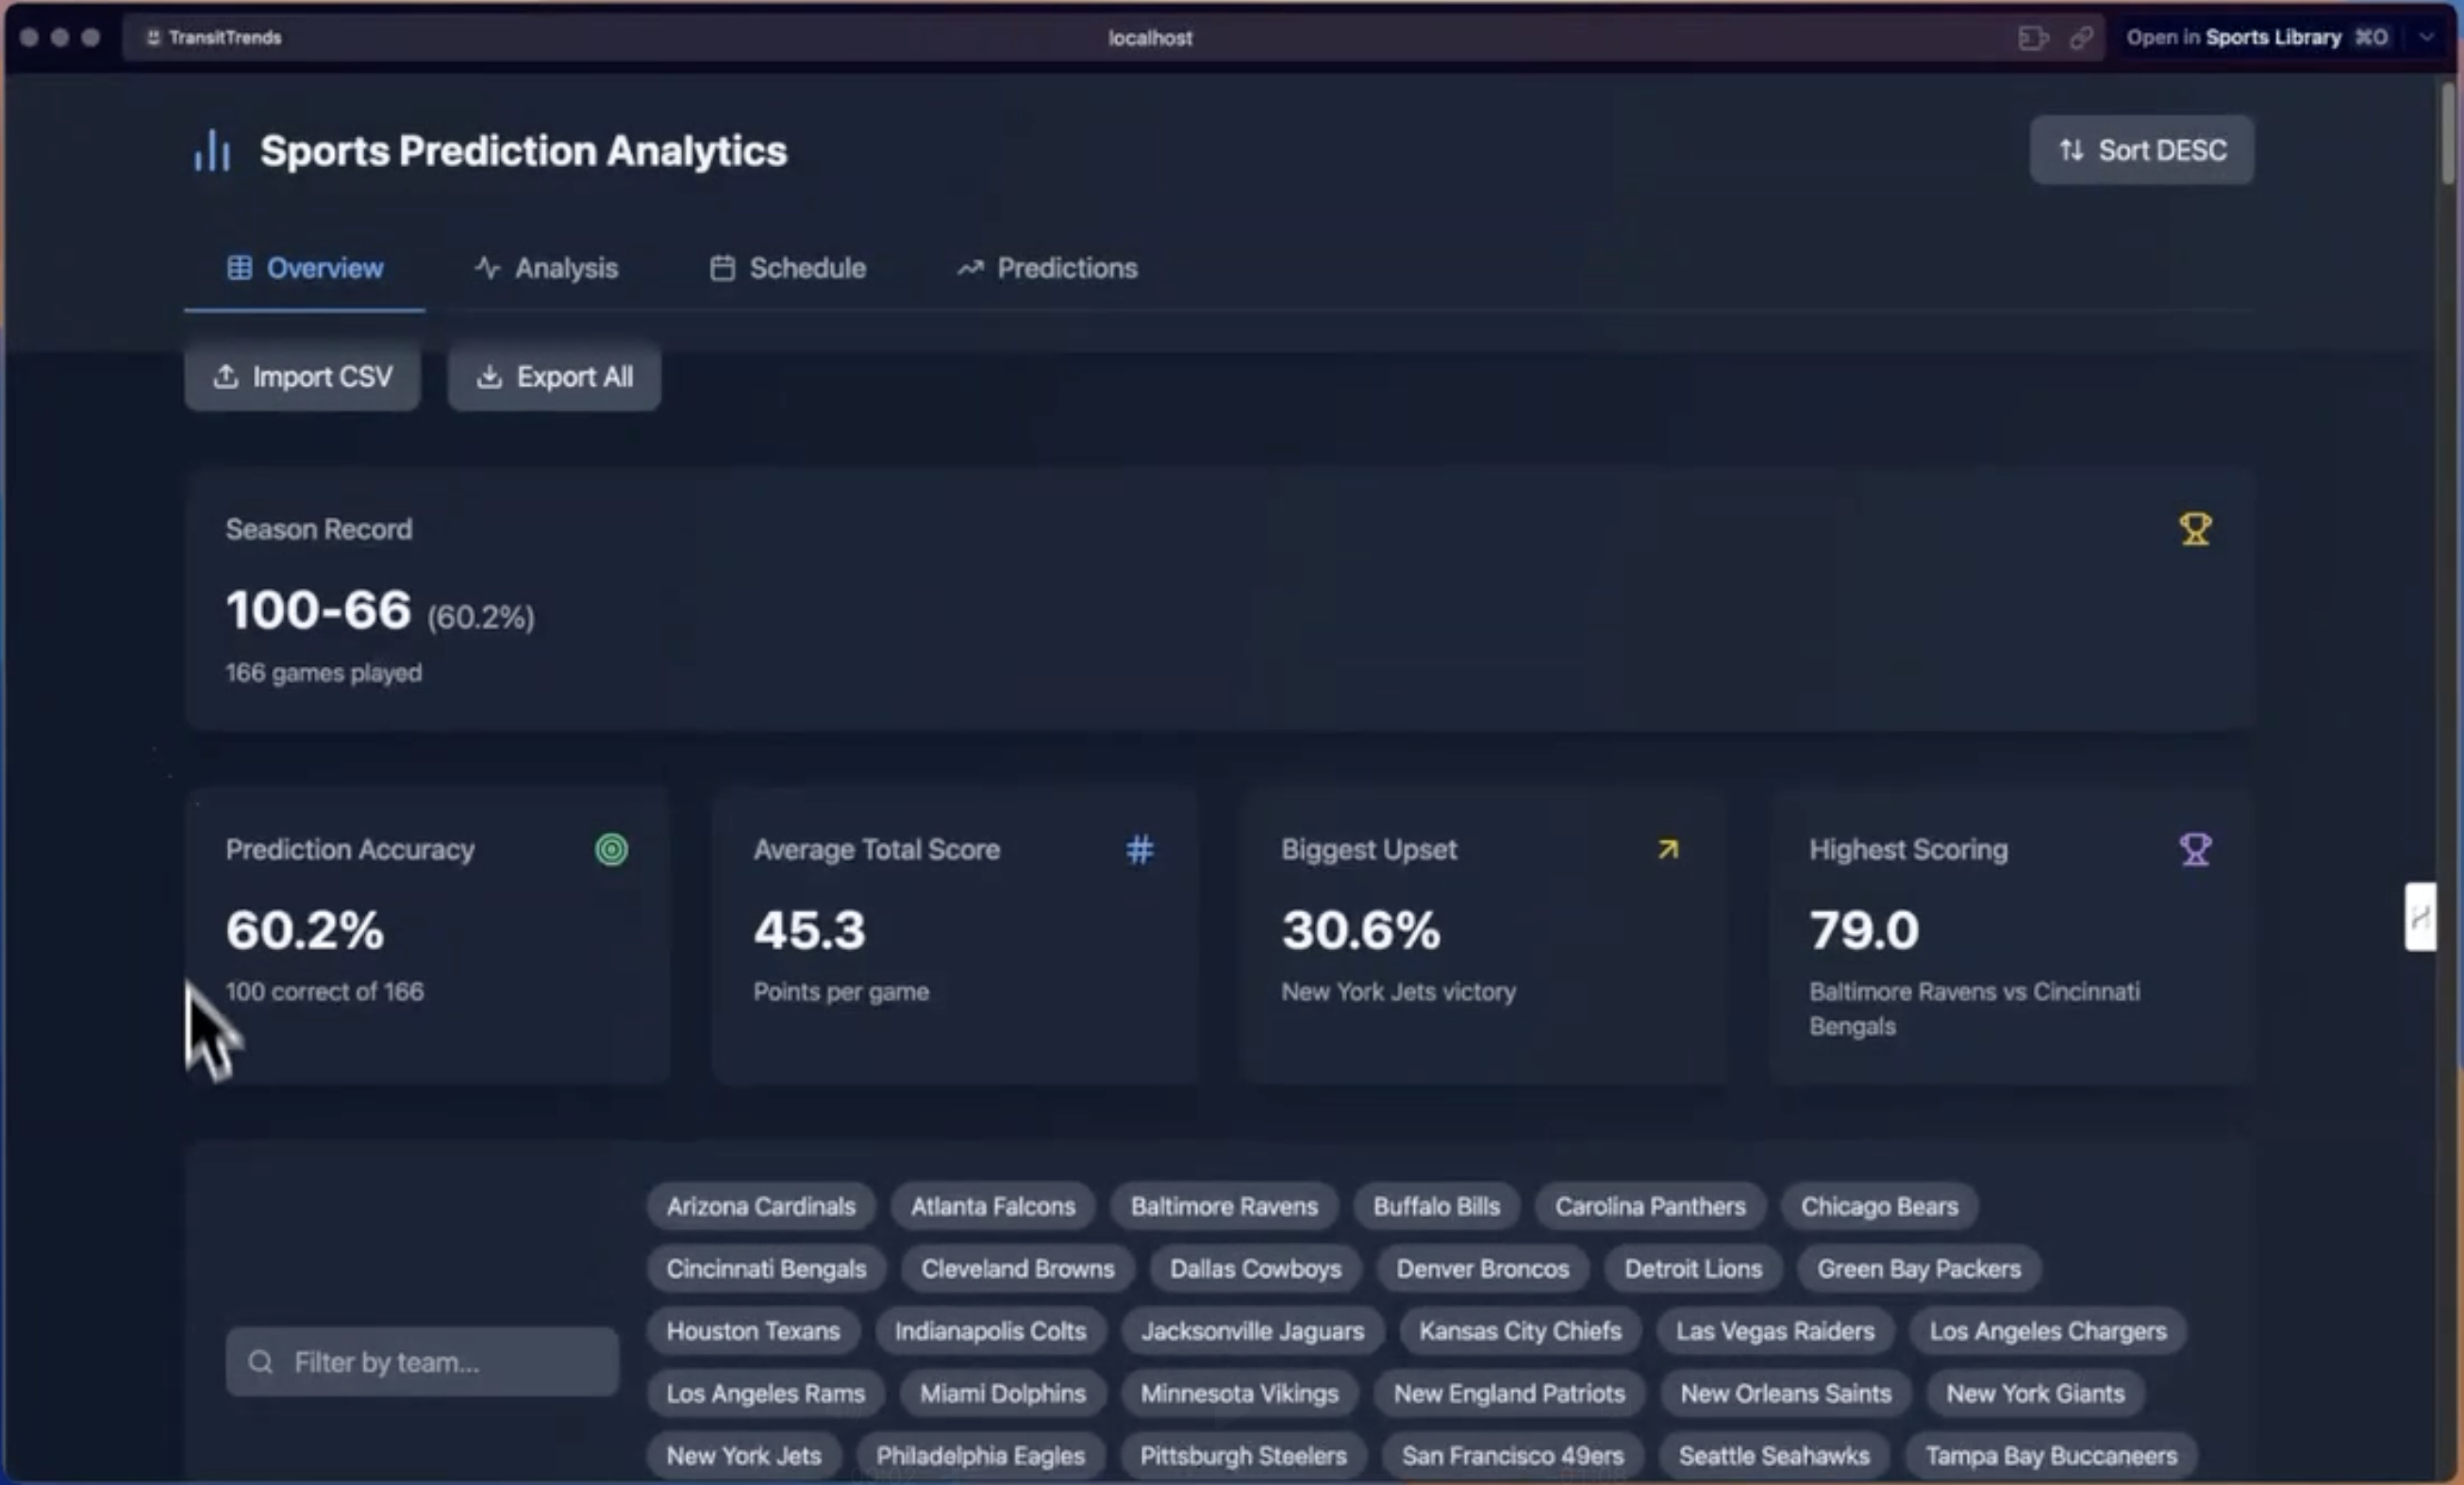 TransitTrends
localhost
Open in Sports Library ⌘O
Sports Prediction Analytics
Sort DESC
Overview
Analysis
Schedule
Predictions
Import CSV
Export All
Season Record
100-66 (60.2%)
166 games played
Prediction Accuracy
60.2%
100 correct of 166
Average Total Score
#
45.3
Points per game
Biggest Upset
30.6%
New York Jets victory
Highest Scoring
79.0
Baltimore Ravens vs Cincinnati
Bengals
Filter by team...
Arizona Cardinals
Atlanta Falcons
Baltimore Ravens
Buffalo Bills
Carolina Panthers
Chicago Bears
Cincinnati Bengals
Cleveland Browns
Dallas Cowboys
Denver Broncos
Detroit Lions
Green Bay Packers
Houston Texans
Indianapolis Colts
Jacksonville Jaguars
Kansas City Chiefs
Las Vegas Raiders
Los Angeles Chargers
Los Angeles Rams
Miami Dolphins
Minnesota Vikings
New England Patriots
New Orleans Saints
New York Giants
New York Jets
Philadelphia Eagles
Pittsburgh Steelers
San Francisco 49ers
Seattle Seahawks
Tampa Bay Buccaneers